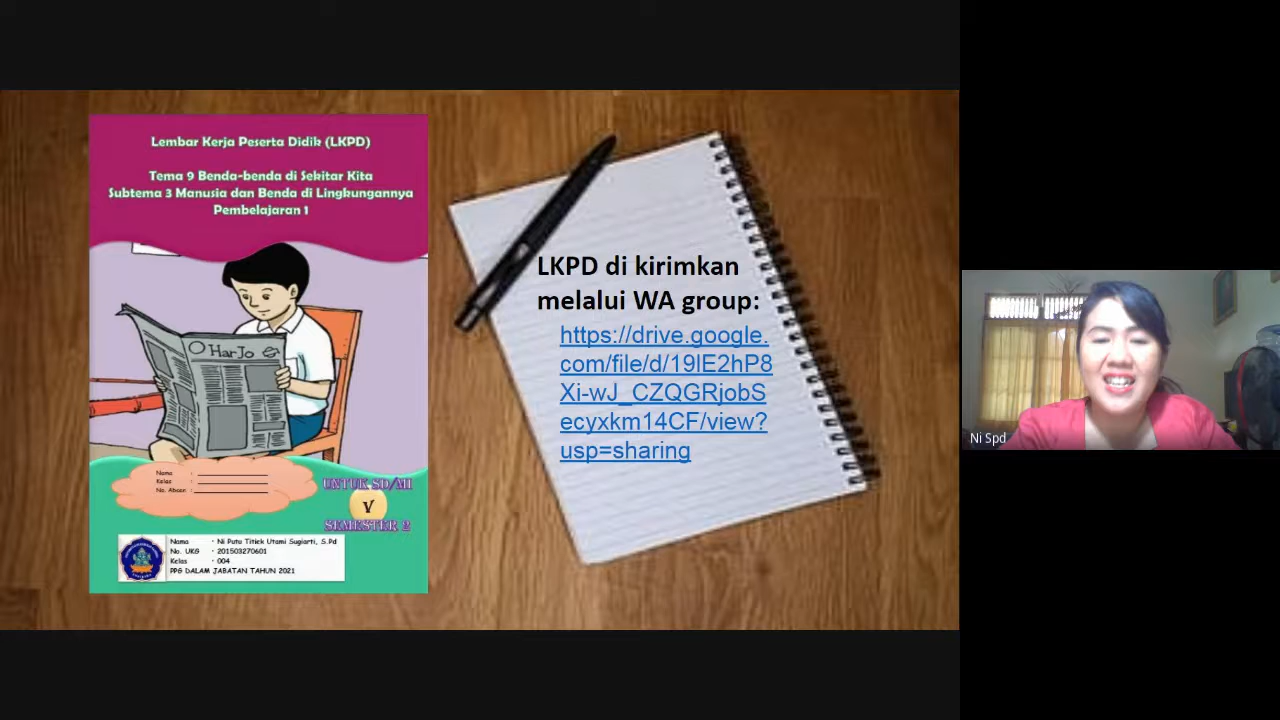 Lembar Kerja Peserta Didik (LKPD)
Tema 9 Benda-benda di Sekitar Kita
Subtema 3 Manusia dan Benda di Lingkungannya
Pembelajaran 1
HarJo
Nama : 
Kelas : 
No. Absen : 
UNTUK SD/MI
V
SEMESTER 2
Nama : Ni Putu Titiek Utami Sugiarti, S.Pd
No. UKG : 201503270601
Kelas : 004
PPG DALAM JABATAN TAHUN 2021
LKPD di kirimkan
melalui WA group:
https://drive.google.
com/file/d/19lE2hP8
Xi-wJ_CZQGRjobS
ecyxkm14CF/view?
usp=sharing
Ni Spd